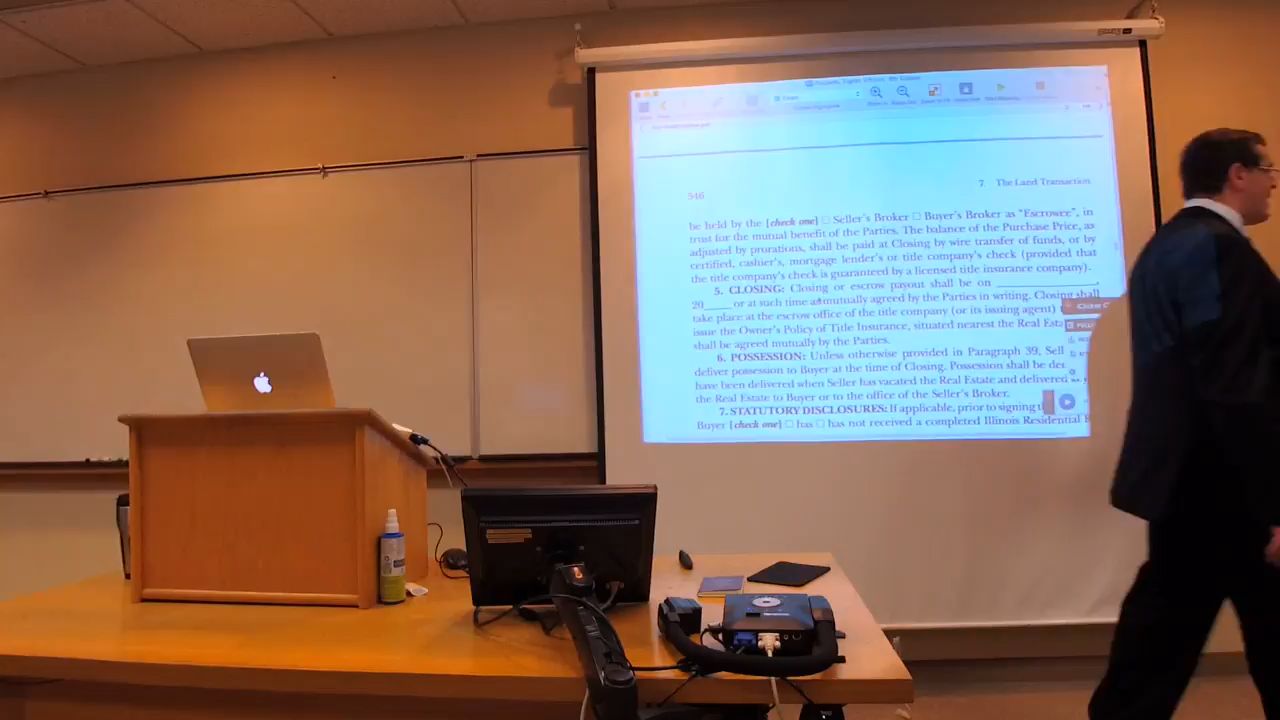 546
7. The Land Transaction
be held by the [check one] □ Seller's Broker □ Buyer's Broker as "Escrowee", in
trust for the mutual benefit of the Parties. The balance of the Purchase Price, as
adjusted by prorations, shall be paid at Closing by wire transfer of funds, or by
certified, cashier's, mortgage lender's or title company's check (provided that
the title company's check is guaranteed by a licensed title insurance company).
5. CLOSING: Closing or escrow payout shall be on ____________,
20____ or at such time as mutually agreed by the Parties in writing. Closing shall
take place at the escrow office of the title company (or its issuing agent)
issue the Owner's Policy of Title Insurance, situated nearest the Real Esta
shall be agreed mutually by the Parties.
6. POSSESSION: Unless otherwise provided in Paragraph 39, Sell
deliver possession to Buyer at the time of Closing. Possession shall be dee
have been delivered when Seller has vacated the Real Estate and delivered
the Real Estate to Buyer or to the office of the Seller's Broker.
7. STATUTORY DISCLOSURES: If applicable, prior to signing
Buyer [check one] □ has □ has not received a completed Illinois Residential